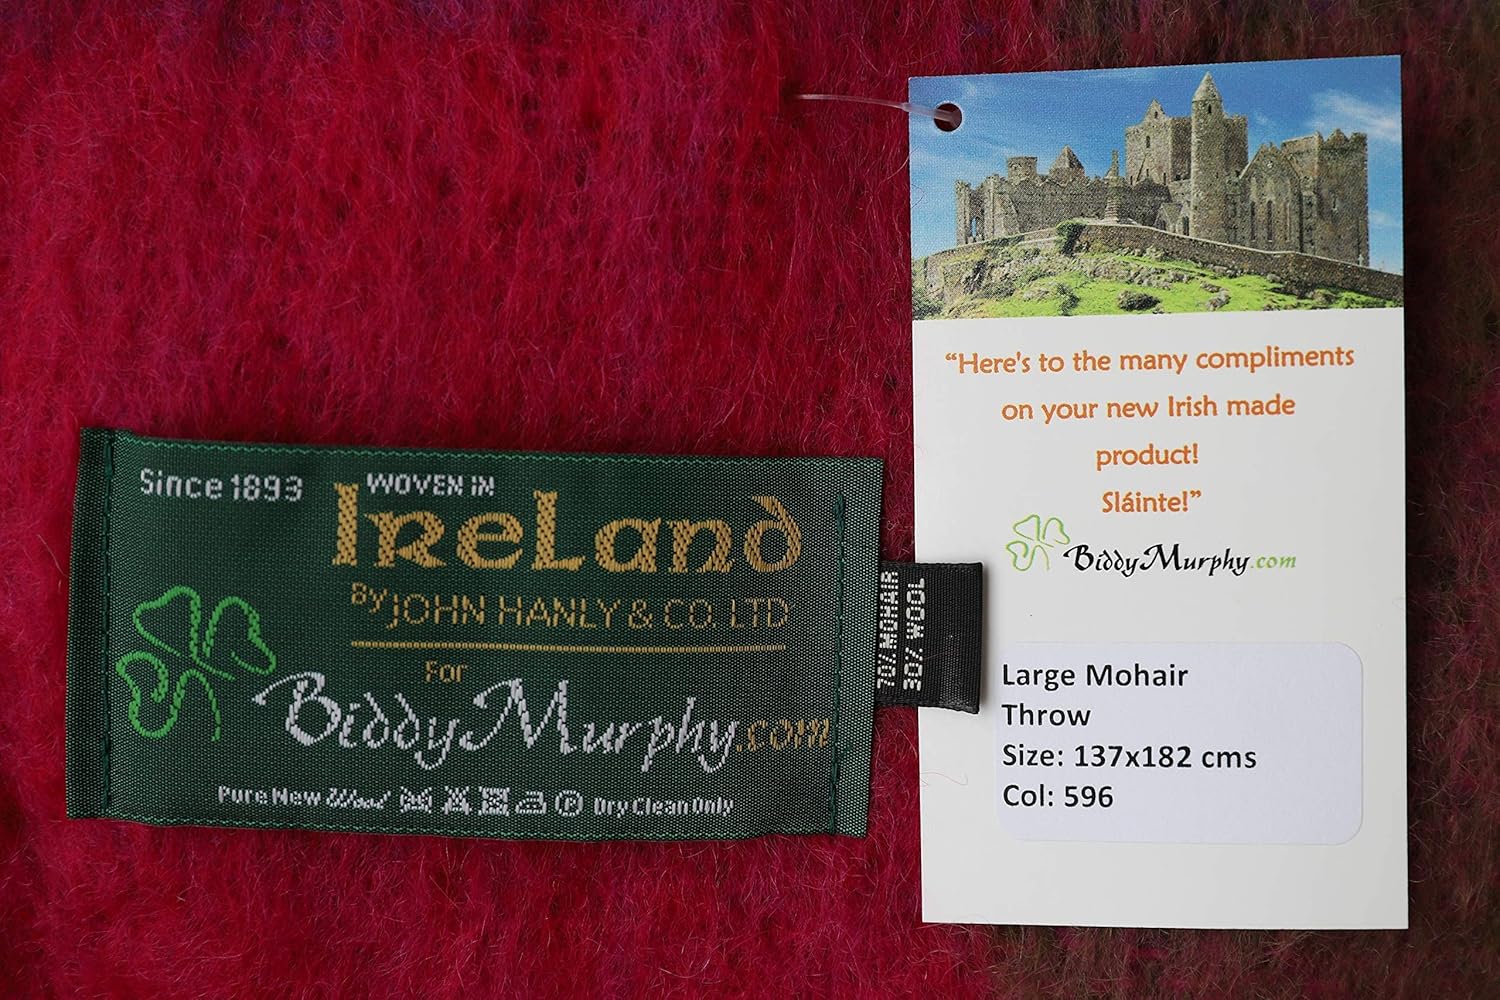 Since 1893
WOVEN IN
IRELAND
By JOHN HANLY & CO. LTD
For
BiddyMurphy.com
Pure New Wool
Dry Clean Only
70% MOHAIR
30% WOOL
“Here's to the many compliments
on your new Irish made
product!
Sláinte!”
BiddyMurphy.com
Large Mohair
Throw
Size: 137x182 cms
Col: 596